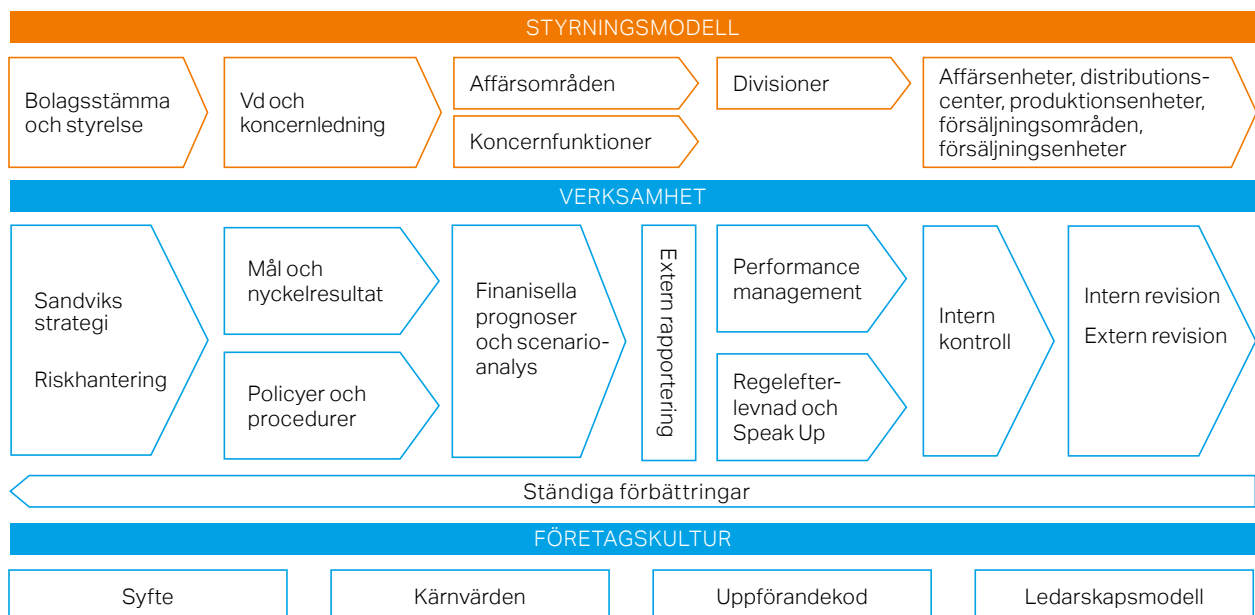 STYRNINGSMODELL
Bolagsstämma
och styrelse
Vd och
koncernledning
Affärsområden
Koncernfunktioner
Divisioner
Affärsenheter, distributions-
center, produktionsenheter,
försäljningsområden,
försäljningsenheter
VERKSAMHET
Sandviks
strategi
Riskhantering
Mål och
nyckelresultat
Policyer och
procedurer
Finanisella
prognoser
och scenario-
analys
Extern rapportering
Performance
management
Regelefter-
levnad och
Speak Up
Intern
kontroll
Intern revision
Extern revision
Ständiga förbättringar
FÖRETAGSKULTUR
Syfte
Kärnvärden
Uppförandekod
Ledarskapsmodell